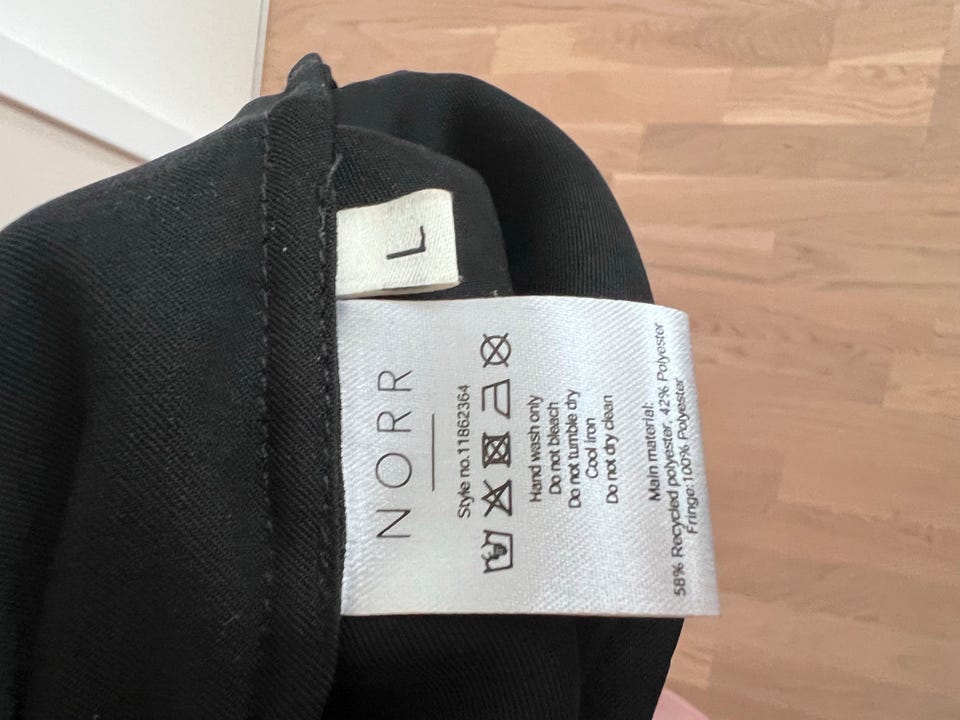 L
NORR
Style no.11862364
Hand wash only
Do not bleach
Do not tumble dry
Cool iron
Do not dry clean
Main material:
58% Recycled polyester, 42% Polyester
Fringe:100% Polyester